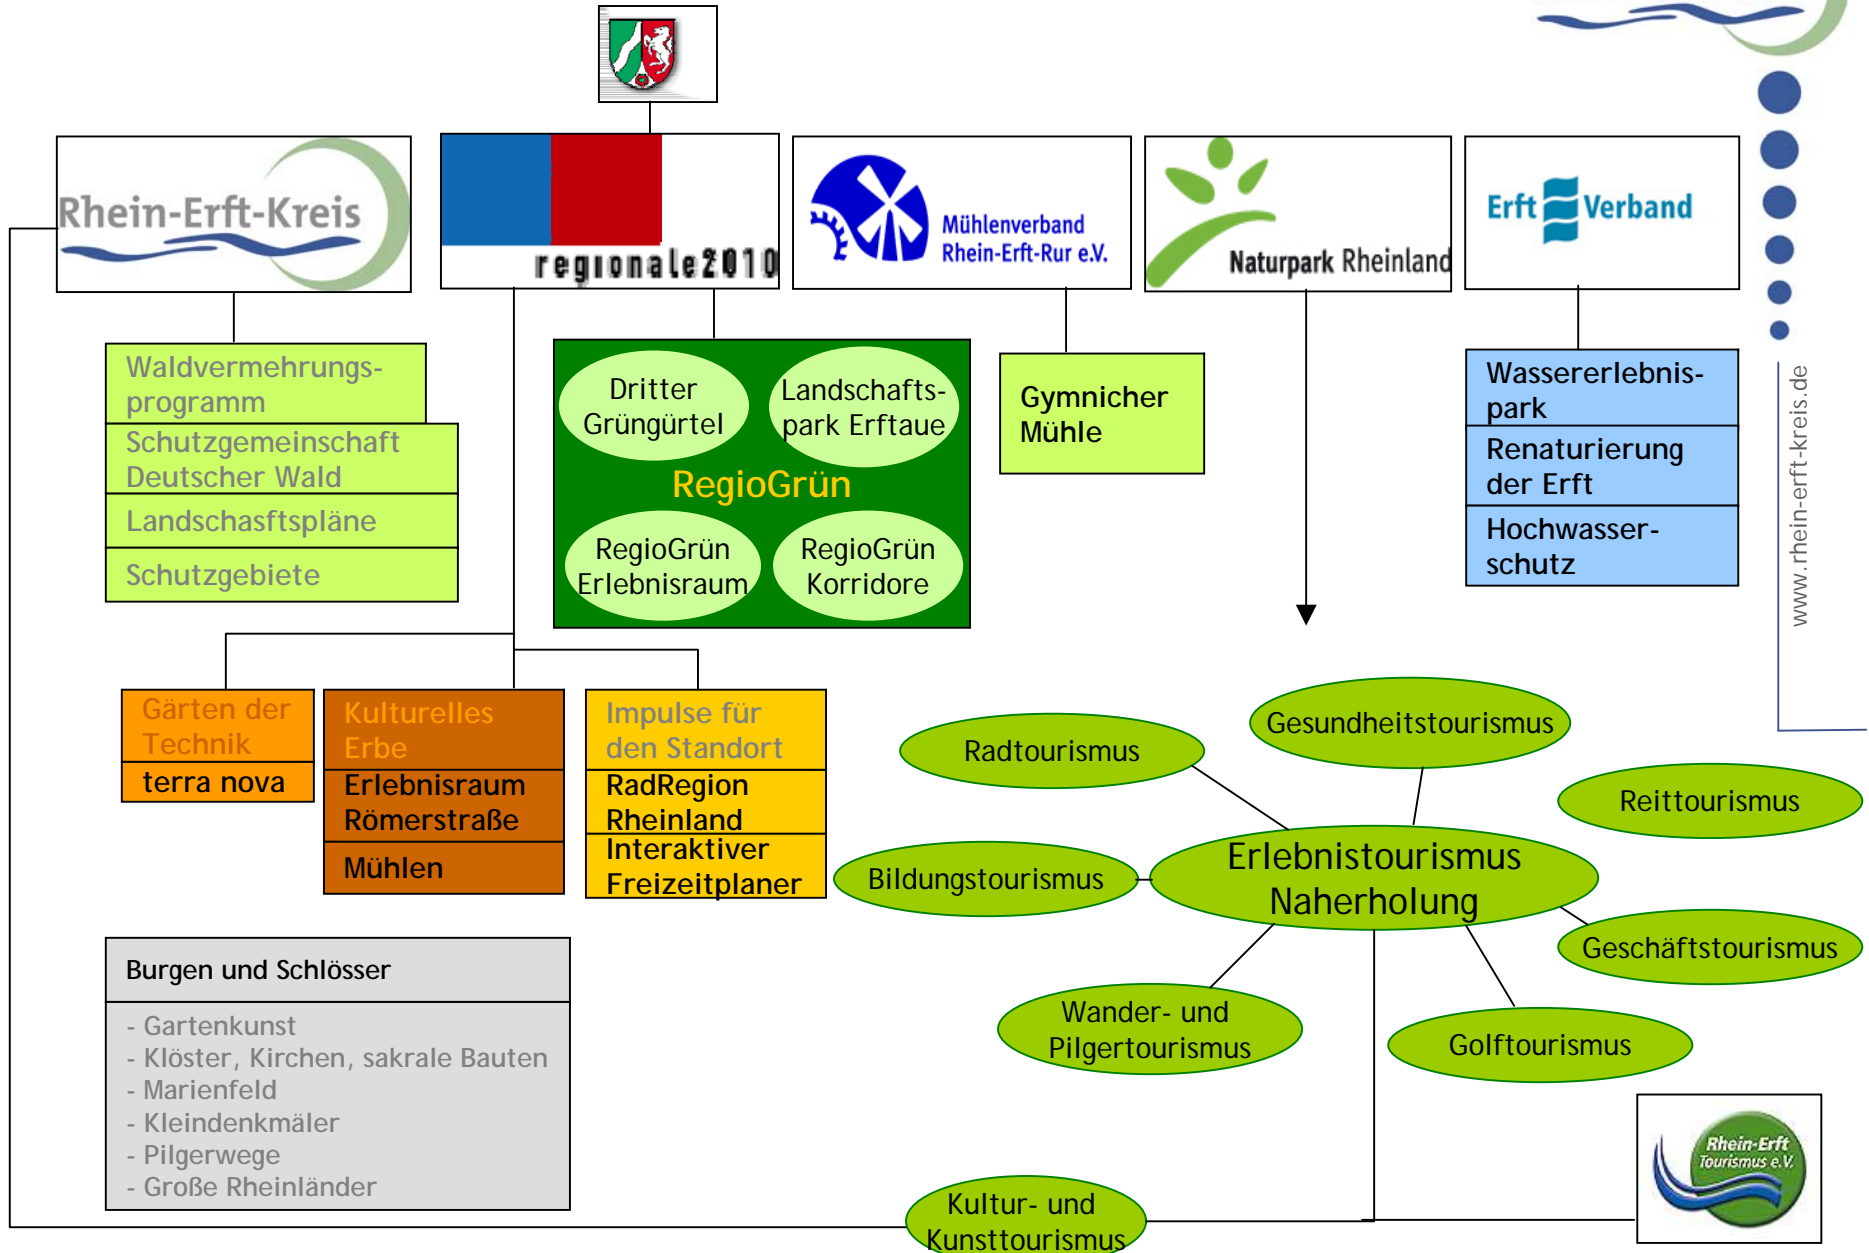 Rhein-Erft-Kreis
regionale2010
Mühlenverband
Rhein-Erft-Rur e.V.
Naturpark Rheinland
Erft Verband
Waldvermehrungs-
programm
Schutzgemeinschaft
Deutscher Wald
Landschasftspläne
Schutzgebiete
Dritter
Grüngürtel
Landschafts-
park Erftaue
RegioGrün
RegioGrün
Erlebnisraum
RegioGrün
Korridore
Gymnicher
Mühle
Wassererlebnis-
park
Renaturierung
der Erft
Hochwasser-
schutz
www.rhein-erft-kreis.de
Gärten der
Technik
terra nova
Kulturelles
Erbe
Erlebnisraum
Römerstraße
Mühlen
Impulse für
den Standort
RadRegion
Rheinland
Interaktiver
Freizeitplaner
Radtourismus
Gesundheitstourismus
Reittourismus
Bildungstourismus
Erlebnistourismus
Naherholung
Geschäftstourismus
Wander- und
Pilgertourismus
Golftourismus
Kultur- und
Kunsttourismus
Burgen und Schlösser
- Gartenkunst
- Klöster, Kirchen, sakrale Bauten
- Marienfeld
- Kleindenkmäler
- Pilgerwege
- Große Rheinländer
Rhein-Erft
Tourismus e.V.